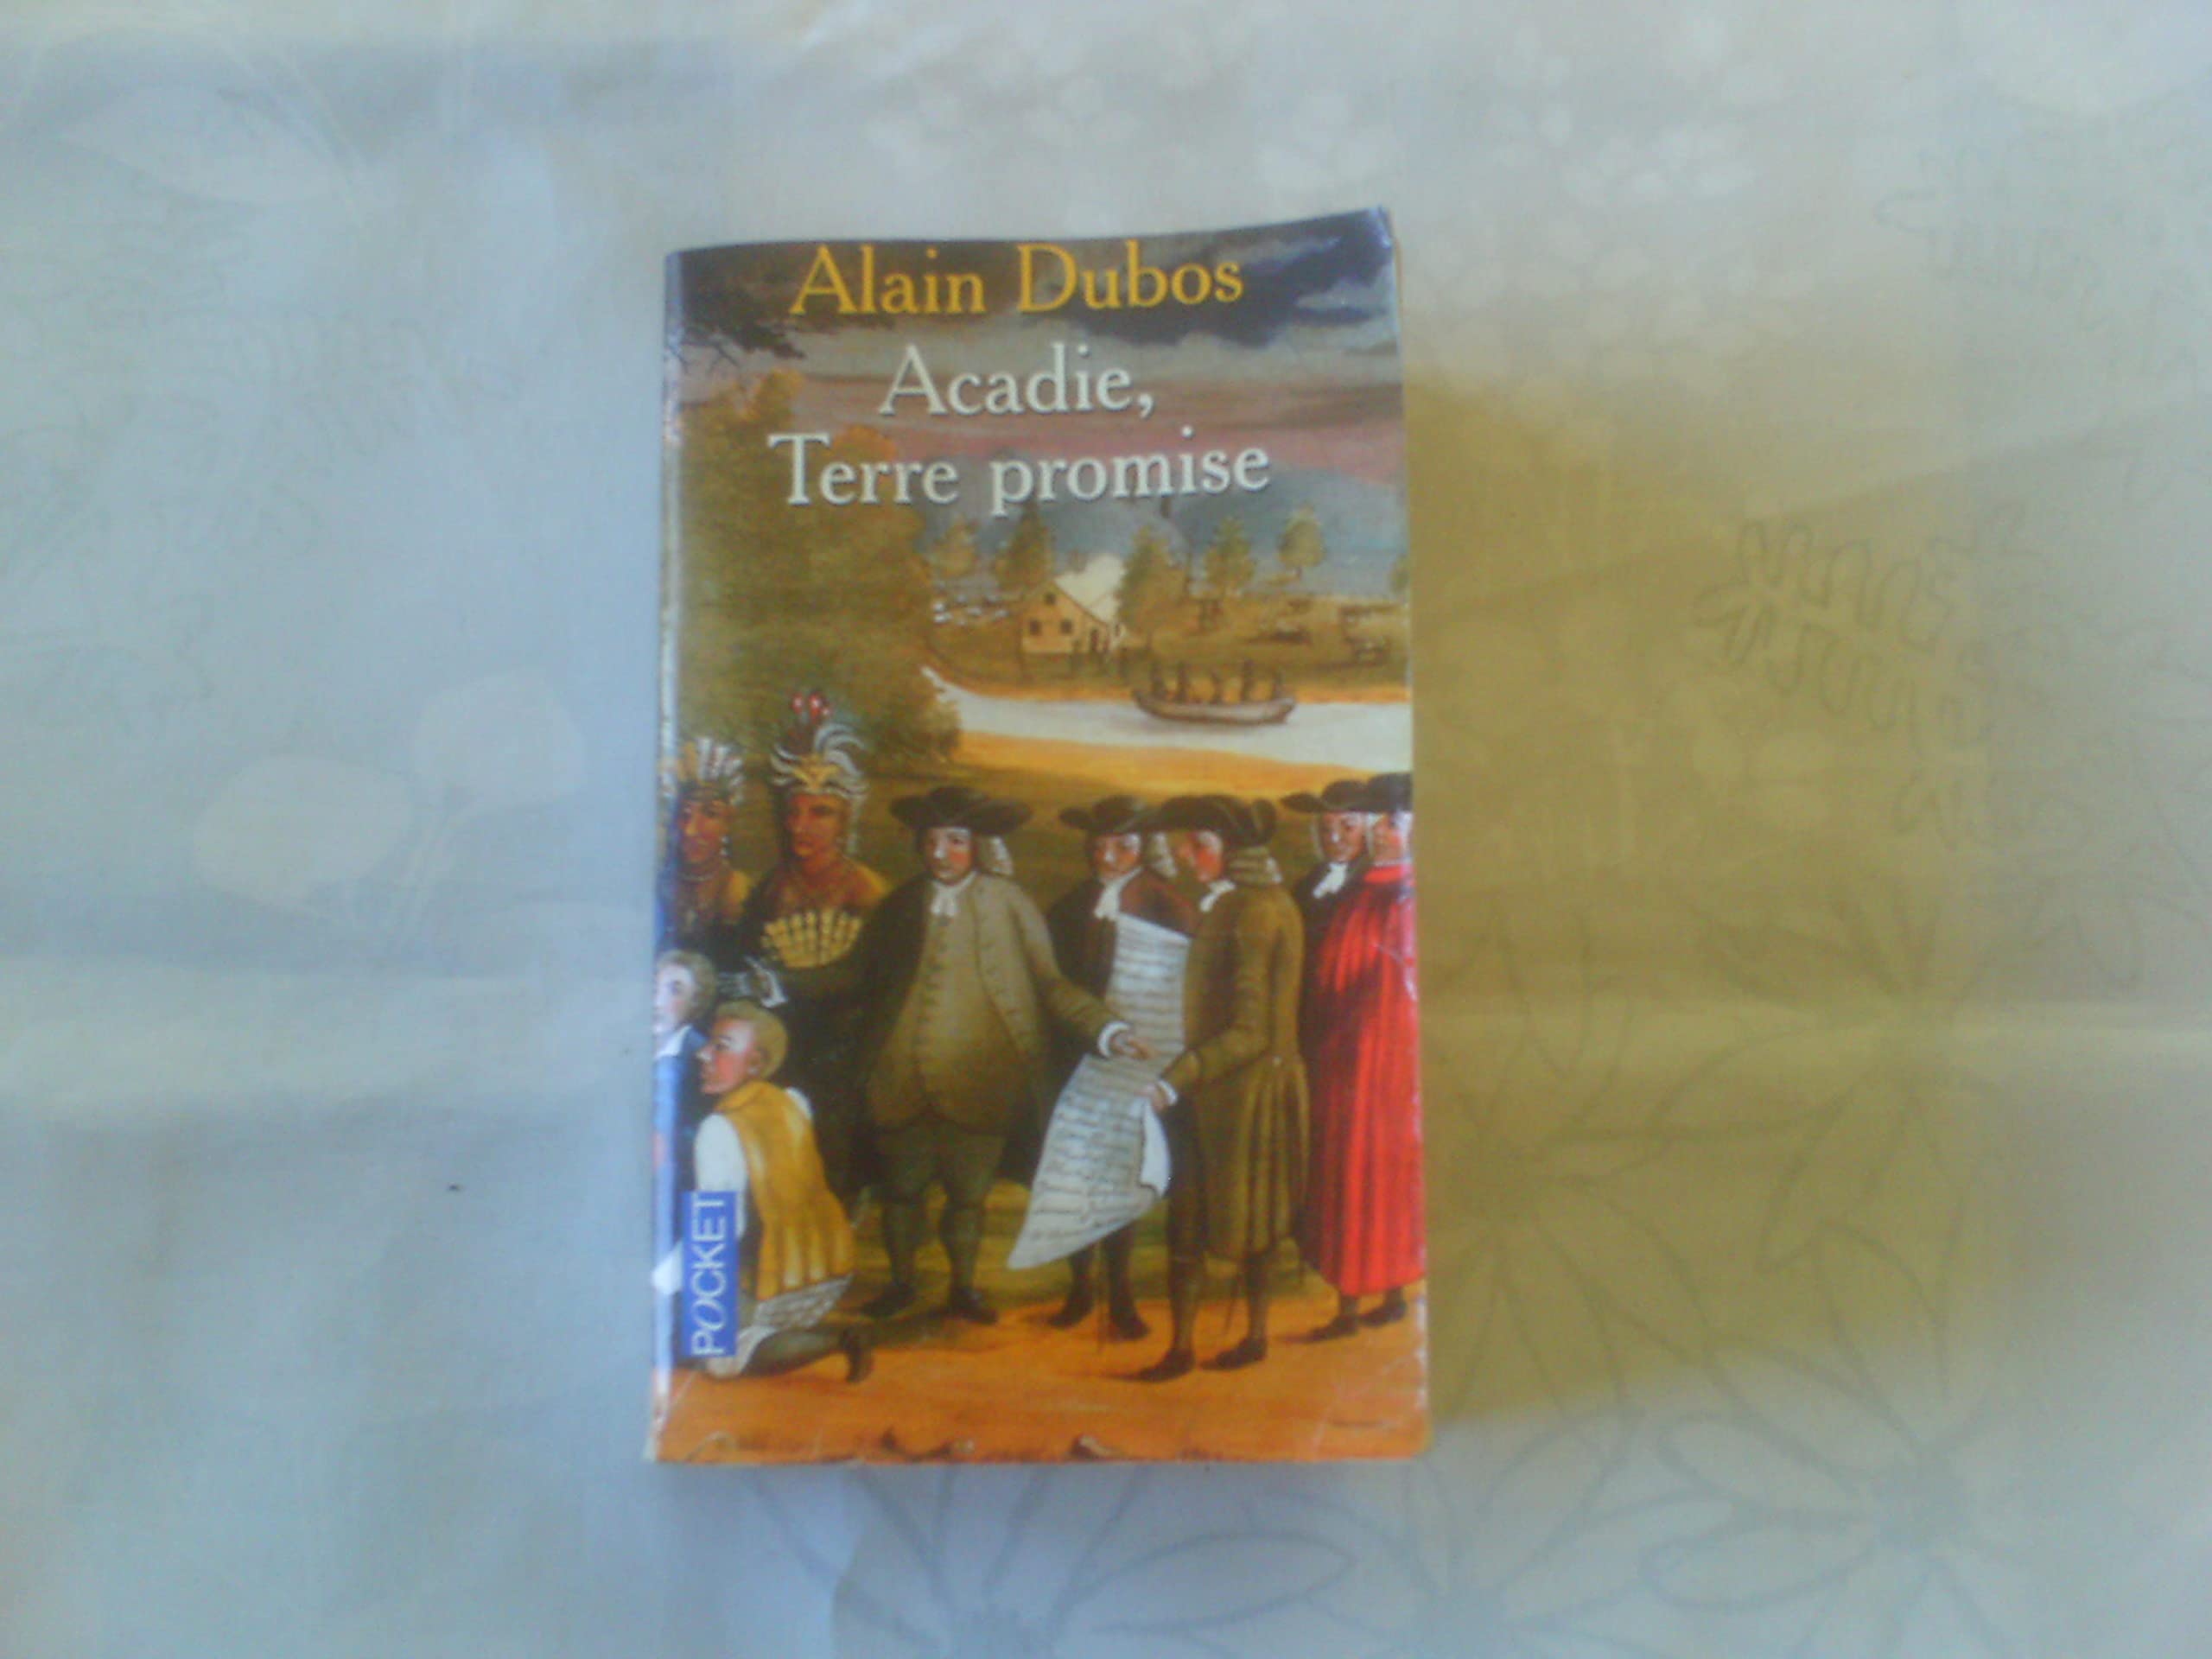 Alain Dubos
Acadie,
Terre promise
POCKET